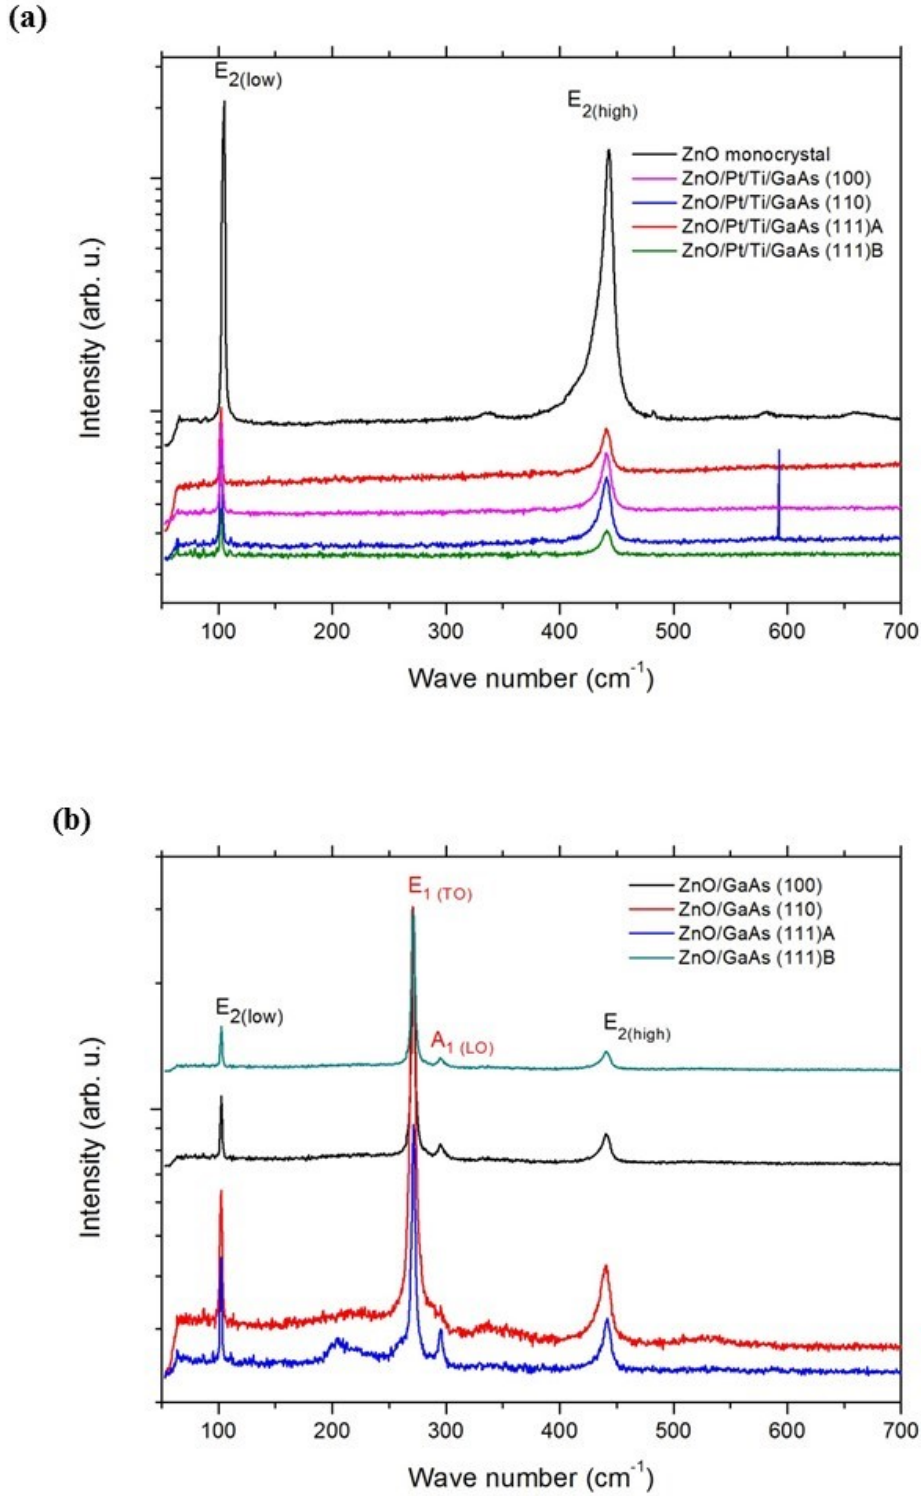 (a)
E2(low)
E2(high)
ZnO monocrystal
ZnO/Pt/Ti/GaAs (100)
ZnO/Pt/Ti/GaAs (110)
ZnO/Pt/Ti/GaAs (111)A
ZnO/Pt/Ti/GaAs (111)B
Intensity (arb. u.)
100 200 300 400 500 600 700
Wave number (cm-1)
(b)
E1 (TO)
ZnO/GaAs (100)
ZnO/GaAs (110)
ZnO/GaAs (111)A
ZnO/GaAs (111)B
E2(low)
A1 (LO)
E2(high)
Intensity (arb. u.)
100 200 300 400 500 600 700
Wave number (cm-1)